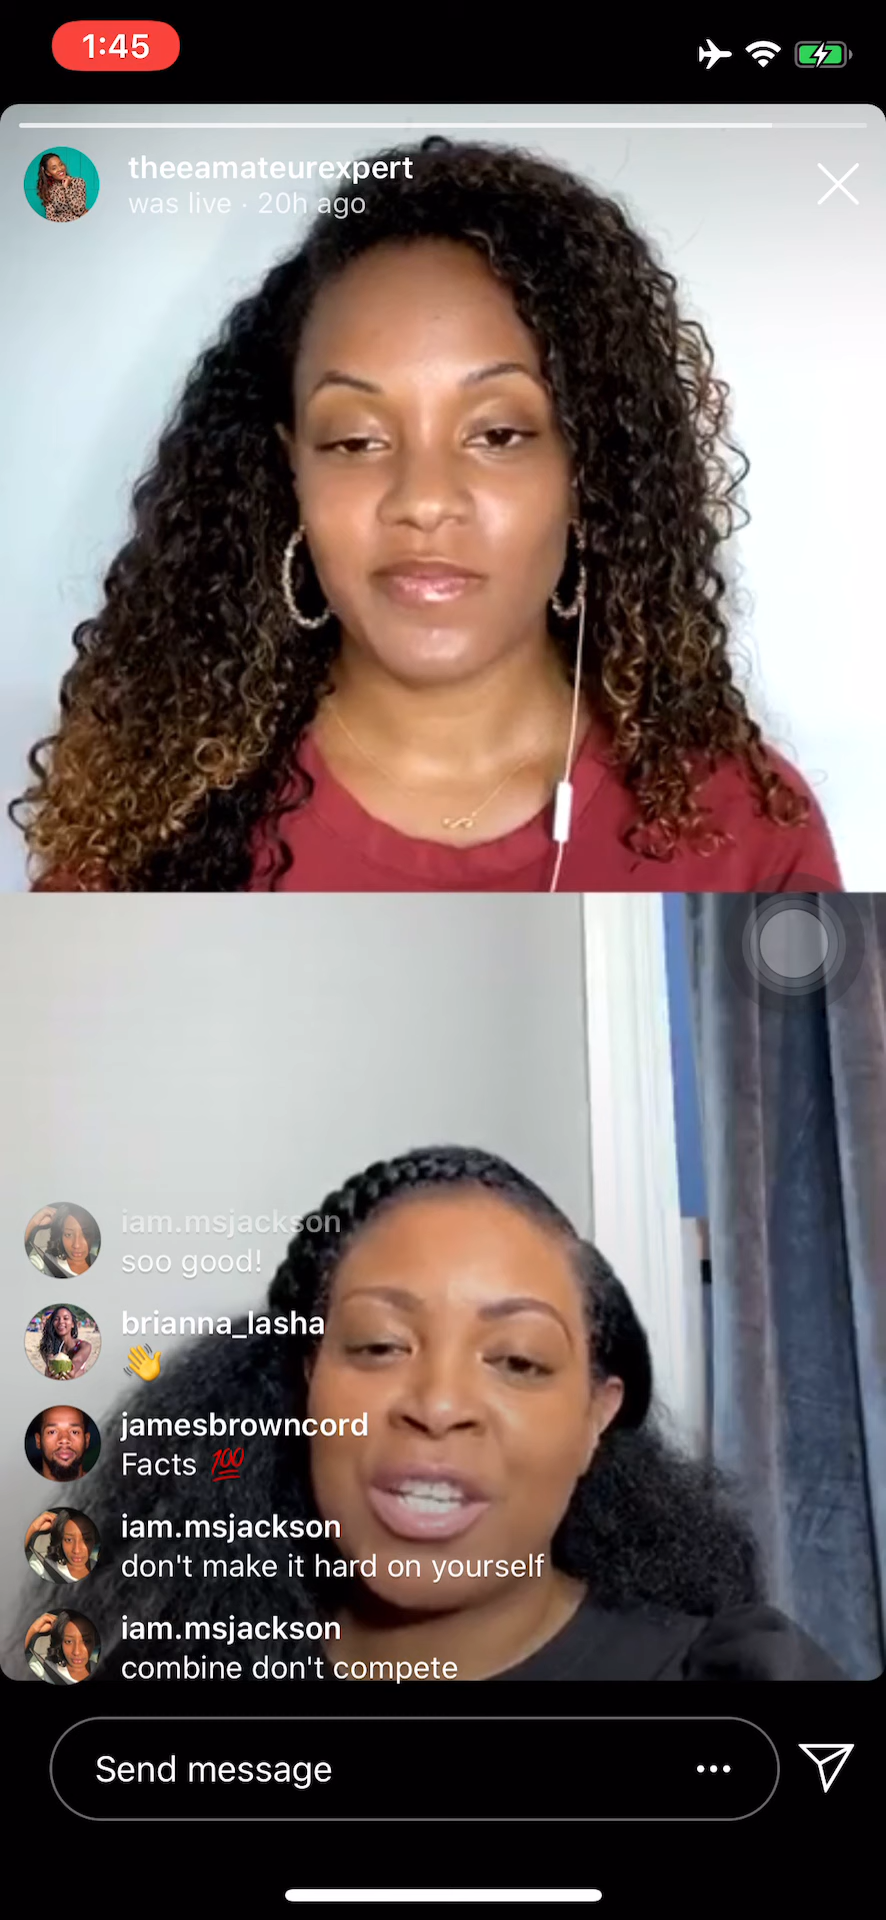 1:45
theeamateurexpert
was live · 20h ago
iam.msjackson
soo good!
brianna_lasha
👋
jamesbrowncord
Facts 💯
iam.msjackson
don't make it hard on yourself
iam.msjackson
combine don't compete
Send message